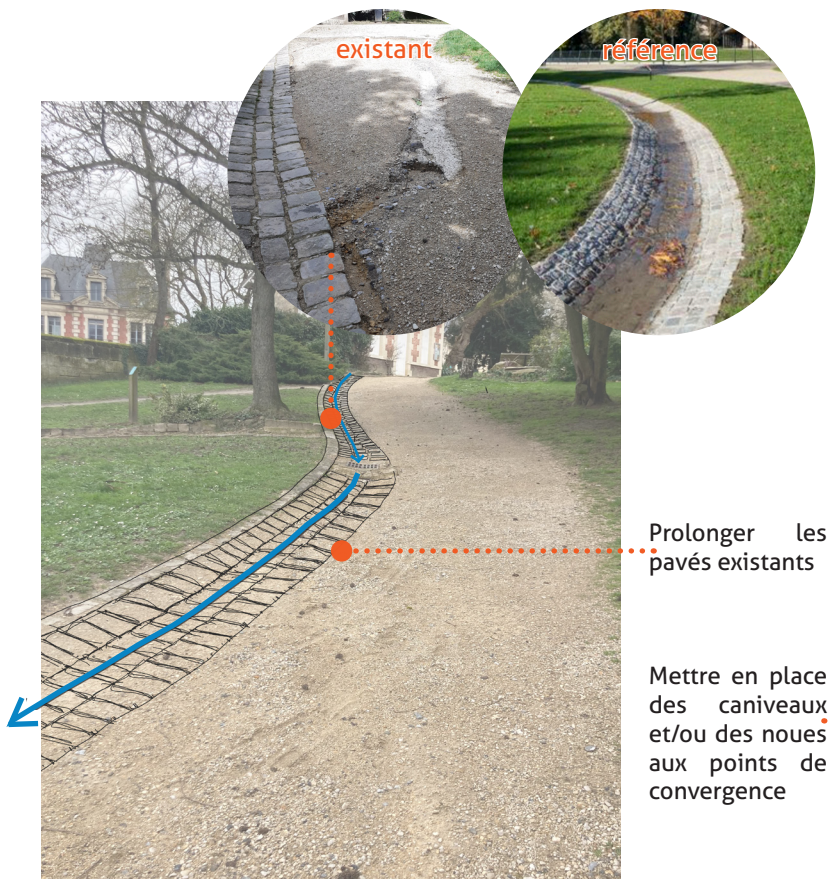 existant
référence
Prolonger les
pavés existants
Mettre en place
des caniveaux
et/ou des noues
aux points de
convergence